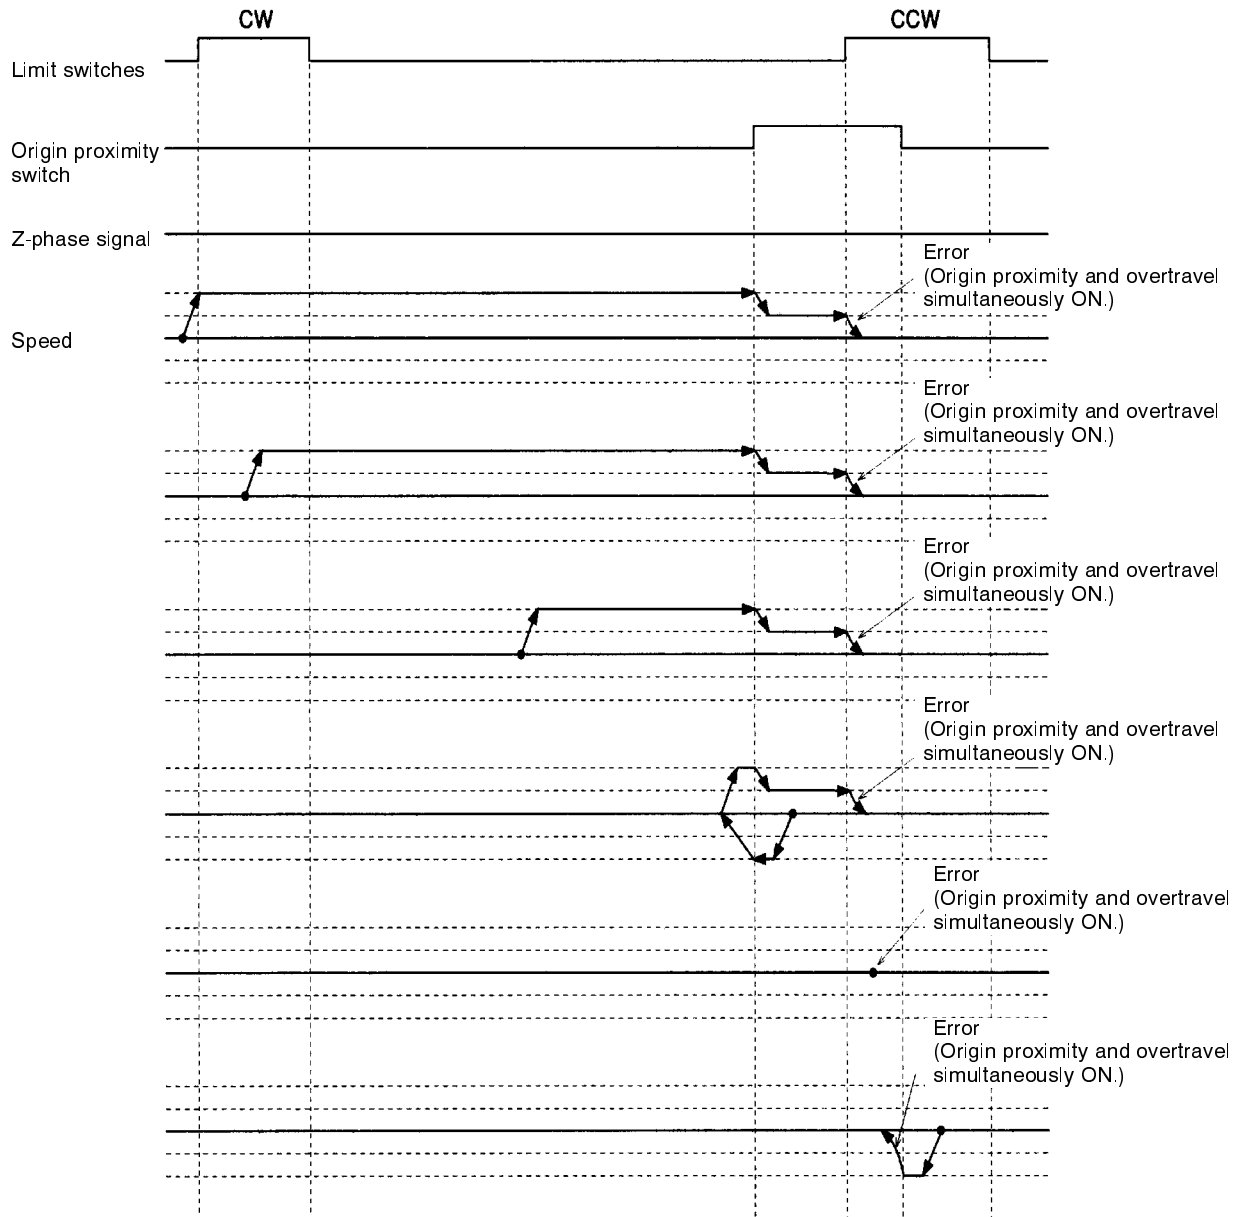 CW
CCW
Limit switches
Origin proximity
switch
Z-phase signal
Error
(Origin proximity and overtravel
simultaneously ON.)
Speed
Error
(Origin proximity and overtravel
simultaneously ON.)
Error
(Origin proximity and overtravel
simultaneously ON.)
Error
(Origin proximity and overtravel
simultaneously ON.)
Error
(Origin proximity and overtravel
simultaneously ON.)
Error
(Origin proximity and overtravel
simultaneously ON.)